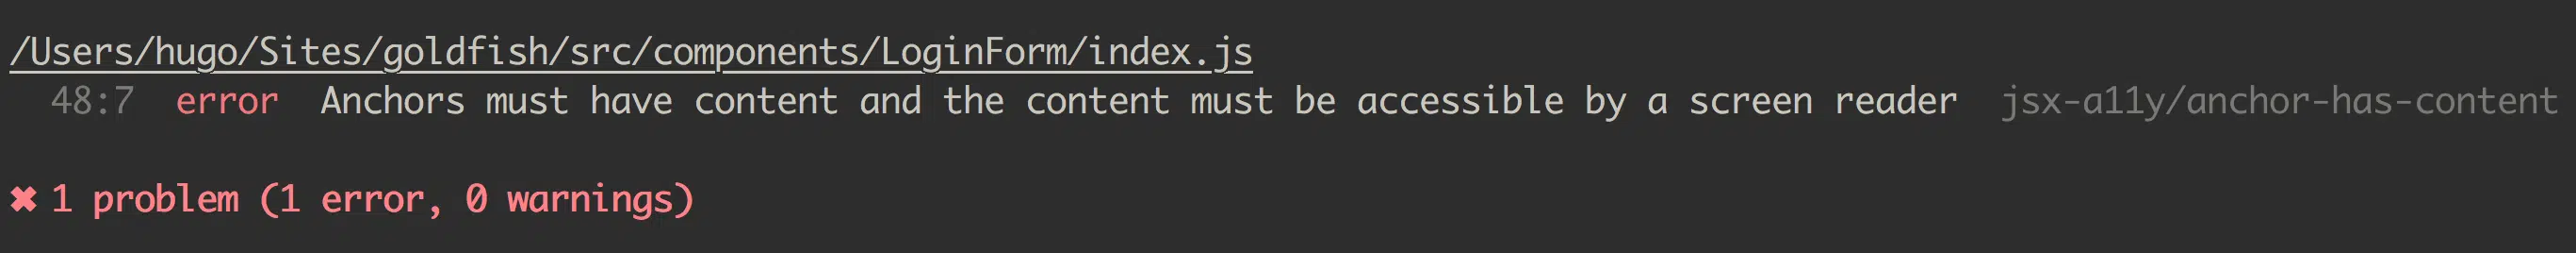 /Users/hugo/Sites/goldfish/src/components/LoginForm/index.js
48:7 error Anchors must have content and the content must be accessible by a screen reader jsx-a11y/anchor-has-content
✖ 1 problem (1 error, 0 warnings)